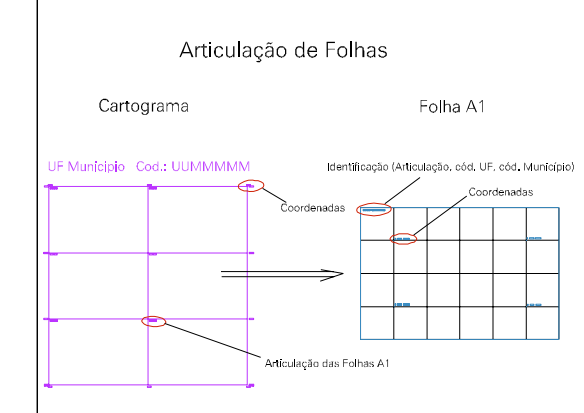 Articulação de Folhas
Cartograma
Folha A1
UF Municipio Cod.: UUMMMMM
Identificação (Articulação, cód. UF, cód. Município)
Coordenadas
Coordenadas
Articulação das Folhas A1